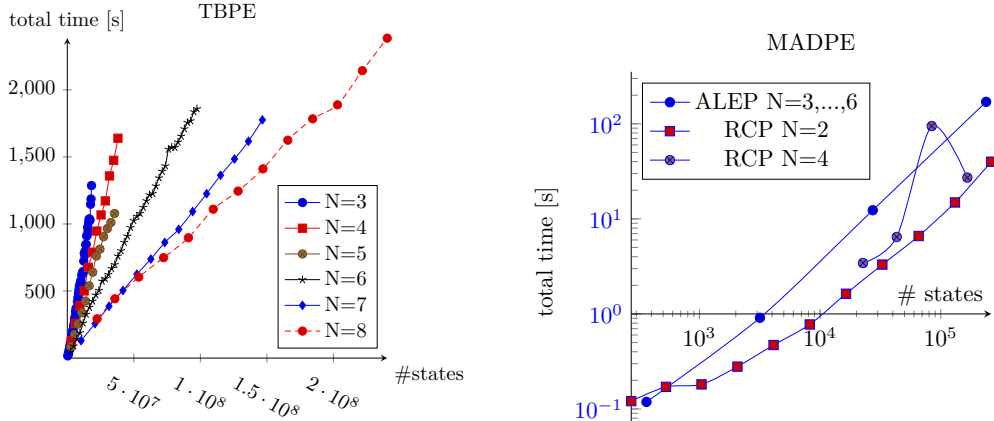 TBPE
total time [s]
2,000
1,500
1,000
500
5 · 10^7
1 · 10^8
1.5 · 10^8
2 · 10^8
#states
N=3
N=4
N=5
N=6
N=7
N=8
MADPE
total time [s]
10^2
10^1
10^0
10^-1
10^3
10^4
10^5
# states
ALEP N=3,...,6
RCP N=2
RCP N=4